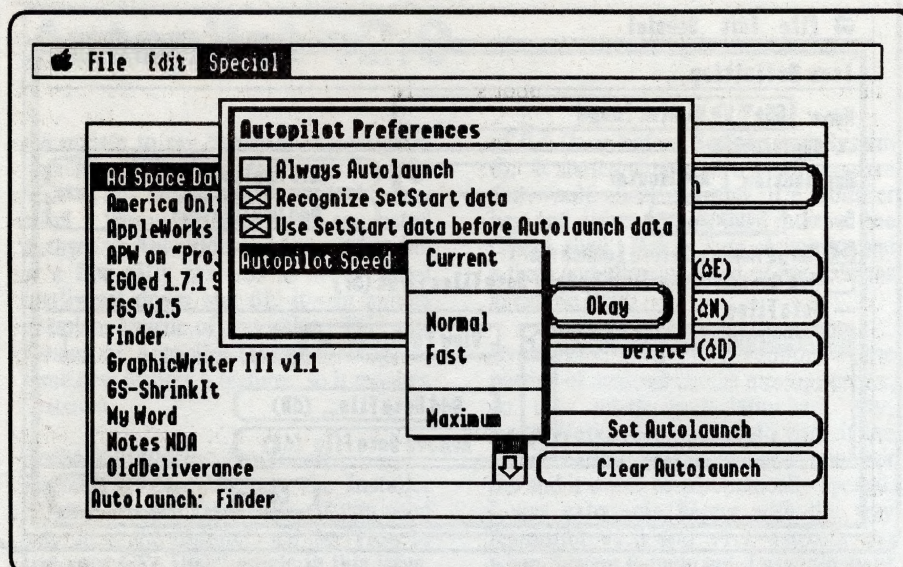 File Edit Special
Autopilot Preferences
Always Autolaunch
Recognize SetStart data
Use SetStart data before Autolaunch data
Autopilot Speed
Current
Normal
Fast
Maximum
Okay
Ad Space Dat
America Onl
AppleWorks
APW on "Pro
EGOed 1.7.1 S
FGS v1.5
Finder
GraphicWriter III v1.1
GS-ShrinkIt
My Word
Notes NDA
OldDeliverance
Autolaunch: Finder
E)
N)
Delete (D)
Set Autolaunch
Clear Autolaunch